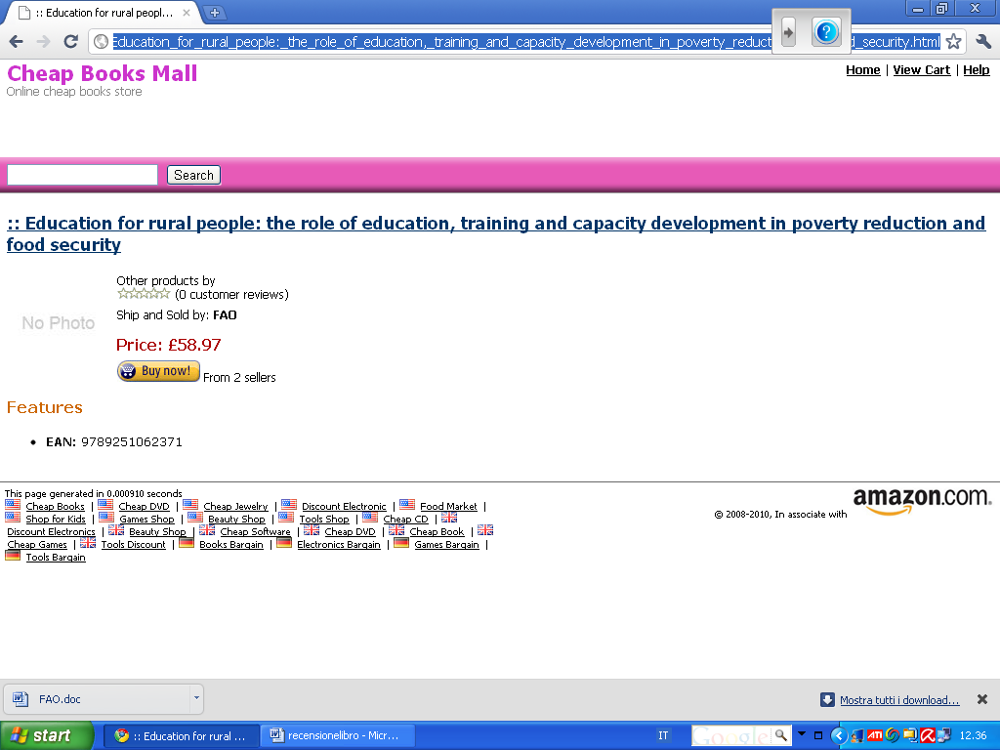 :: Education for rural peopl...
Education_for_rural_people:_the_role_of_education,_training_and_capacity_development_in_poverty_reduct d_security.html
Cheap Books Mall
Online cheap books store
Home | View Cart | Help
Search
:: Education for rural people: the role of education, training and capacity development in poverty reduction and
food security
No Photo
Other products by
(0 customer reviews)
Ship and Sold by: FAO
Price: £58.97
Buy now! From 2 sellers
Features
• EAN: 9789251062371
This page generated in 0.000910 seconds
Cheap Books | Cheap DVD | Cheap Jewelry | Discount Electronic | Food Market |
Shop for Kids | Games Shop | Beauty Shop | Tools Shop | Cheap CD |
Discount Electronics | Beauty Shop | Cheap Software | Cheap DVD | Cheap Book |
Cheap Games | Tools Discount | Books Bargain | Electronics Bargain | Games Bargain |
Tools Bargain
© 2008-2010, In associate with amazon.com.
FAO.doc
Mostra tutti i download...
start
:: Education for rural ...
recensionelibro - Micr...
IT
Google
ATI
12.36